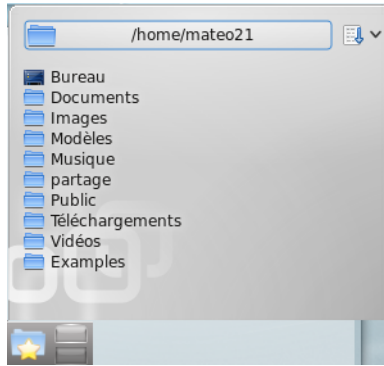 /home/mateo21
Bureau
Documents
Images
Modèles
Musique
partage
Public
Téléchargements
Vidéos
Examples